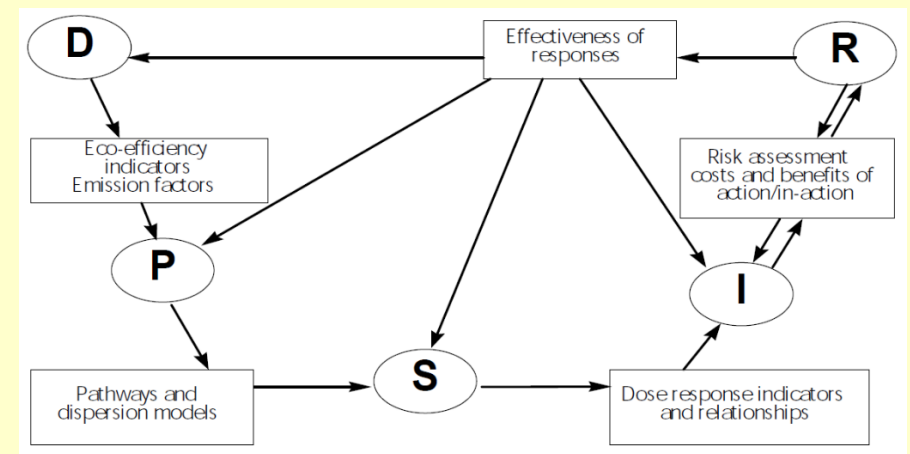 D
Effectiveness of
responses
R
Eco-efficiency
indicators
Emission factors
Risk assessment
costs and benefits of
action/in-action
P
I
Pathways and
dispersion models
S
Dose response indicators
and relationships